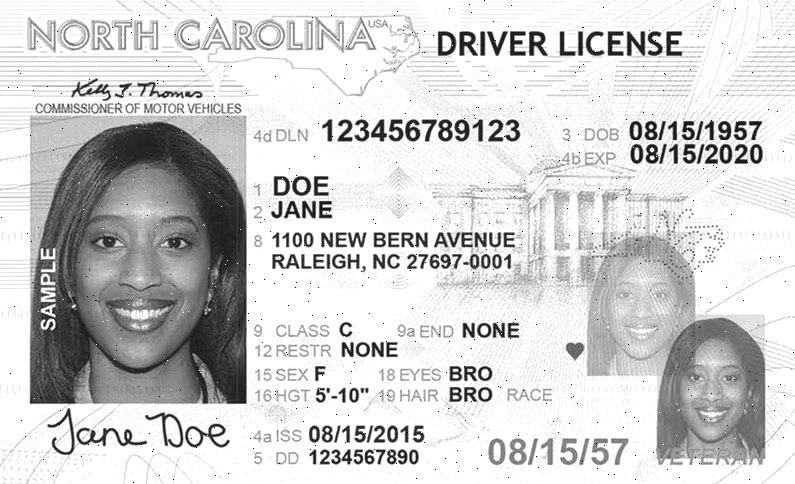 NORTH CAROLINA USA
DRIVER LICENSE
Kelly J. Thomas
COMMISSIONER OF MOTOR VEHICLES
4d DLN 123456789123
3 DOB 08/15/1957
4b EXP 08/15/2020
1 DOE
2 JANE
8 1100 NEW BERN AVENUE
RALEIGH, NC 27697-0001
SAMPLE
9 CLASS C 9a END NONE
12 RESTR NONE
15 SEX F 18 EYES BRO
16 HGT 5'-10" 19 HAIR BRO RACE
Jane Doe
4a ISS 08/15/2015
5 DD 1234567890
08/15/57
VETERAN